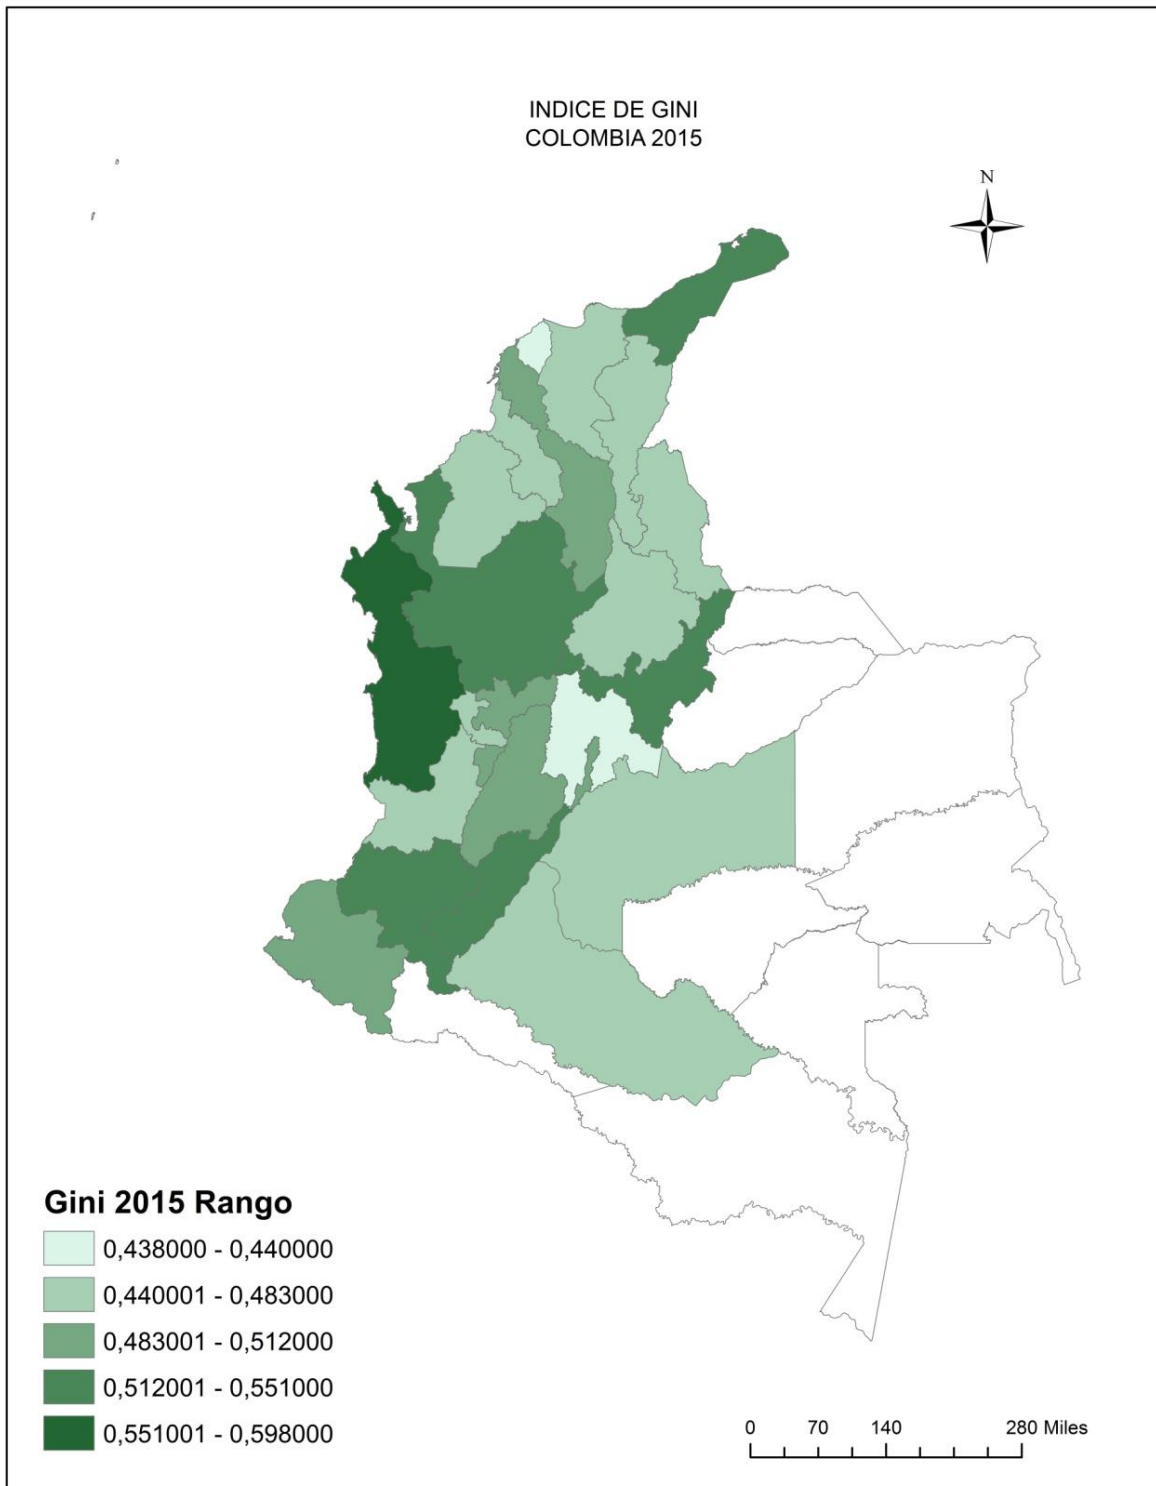 INDICE DE GINI
COLOMBIA 2015
N
Gini 2015 Rango
0,438000 - 0,440000
0,440001 - 0,483000
0,483001 - 0,512000
0,512001 - 0,551000
0,551001 - 0,598000
0 70 140 280 Miles